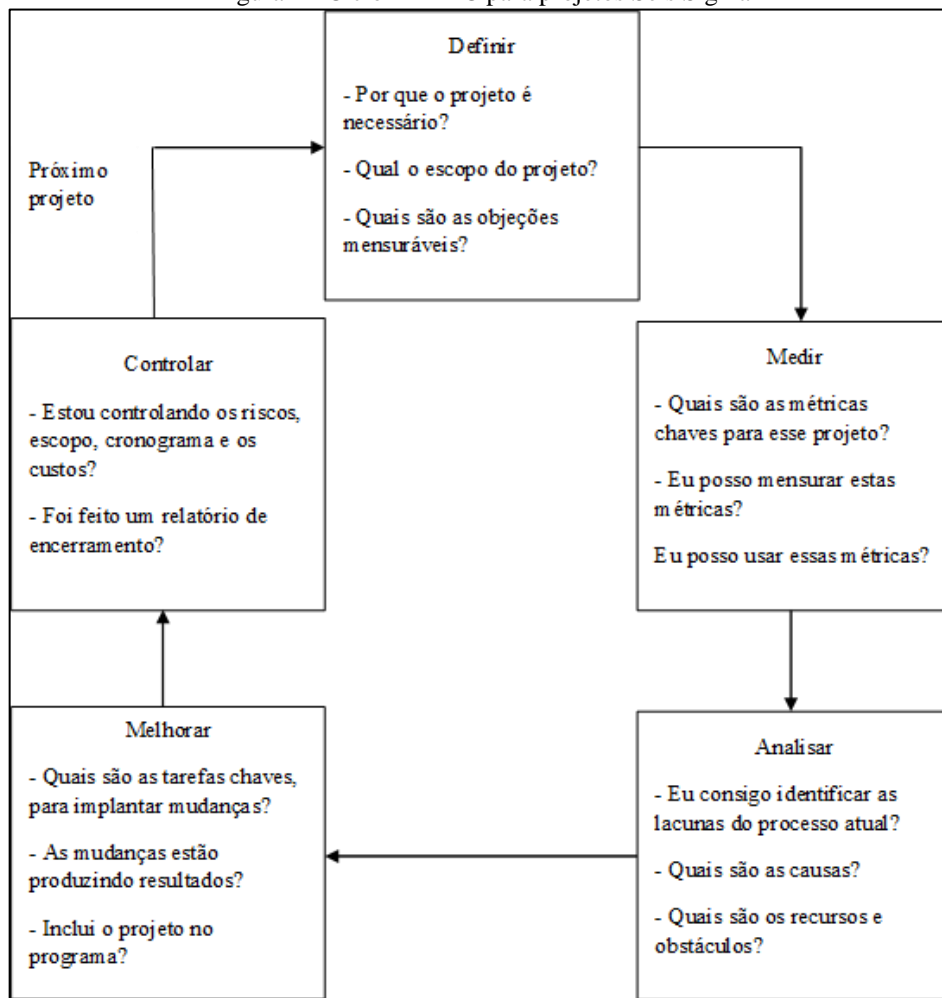 Definir
- Por que o projeto é
necessário?
- Qual o escopo do projeto?
- Quais são as objeções
mensuráveis?
Próximo
projeto
Medir
- Quais são as métricas
chaves para esse projeto?
- Eu posso mensurar estas
métricas?
Eu posso usar essas métricas?
Controlar
- Estou controlando os riscos,
escopo, cronograma e os
custos?
- Foi feito um relatório de
encerramento?
Analisar
- Eu consigo identificar as
lacunas do processo atual?
- Quais são as causas?
- Quais são os recursos e
obstáculos?
Melhorar
- Quais são as tarefas chaves,
para implantar mudanças?
- As mudanças estão
produzindo resultados?
- Inclui o projeto no
programa?